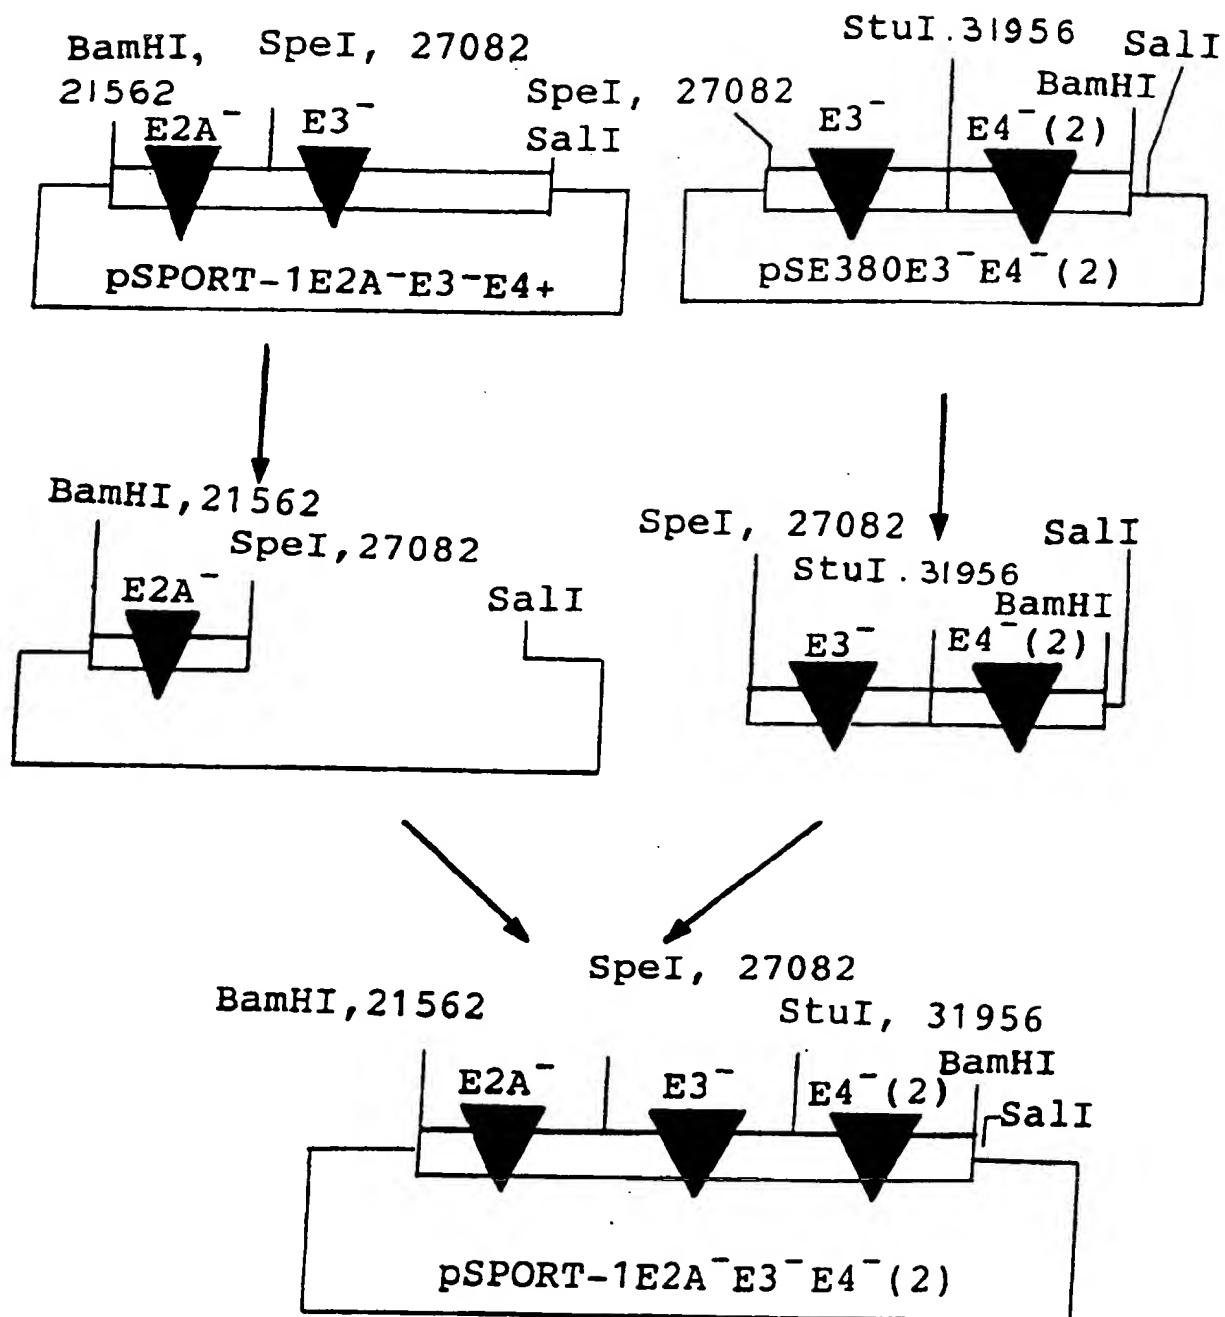 BamHI,
21562
SpeI, 27082
E2A⁻
E3⁻
SpeI,
SalI
pSPORT-1E2A⁻E3⁻E4+
StuI.31956
SalI
SpeI, 27082
BamHI
E3⁻
E4⁻(2)
pSE380E3⁻E4⁻(2)
BamHI,21562
SpeI,27082
E2A⁻
SalI
SpeI, 27082
SalI
StuI.31956
BamHI
E3⁻
E4⁻(2)
SpeI, 27082
BamHI,21562
StuI, 31956
BamHI
E2A⁻
E3⁻
E4⁻(2)
SalI
pSPORT-1E2A⁻E3⁻E4⁻(2)